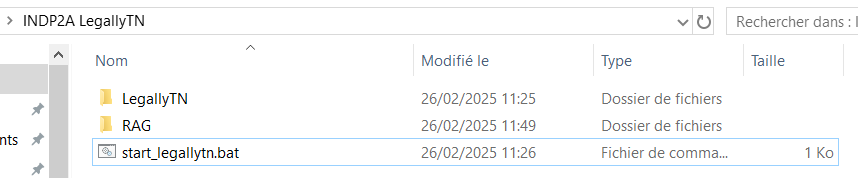 INDP2A LegallyTN
Rechercher dans :
Nom Modifié le Type Taille
LegallyTN 26/02/2025 11:25 Dossier de fichiers
RAG 26/02/2025 11:49 Dossier de fichiers
nts
start_legallytn.bat 26/02/2025 11:26 Fichier de comma... 1 Ko